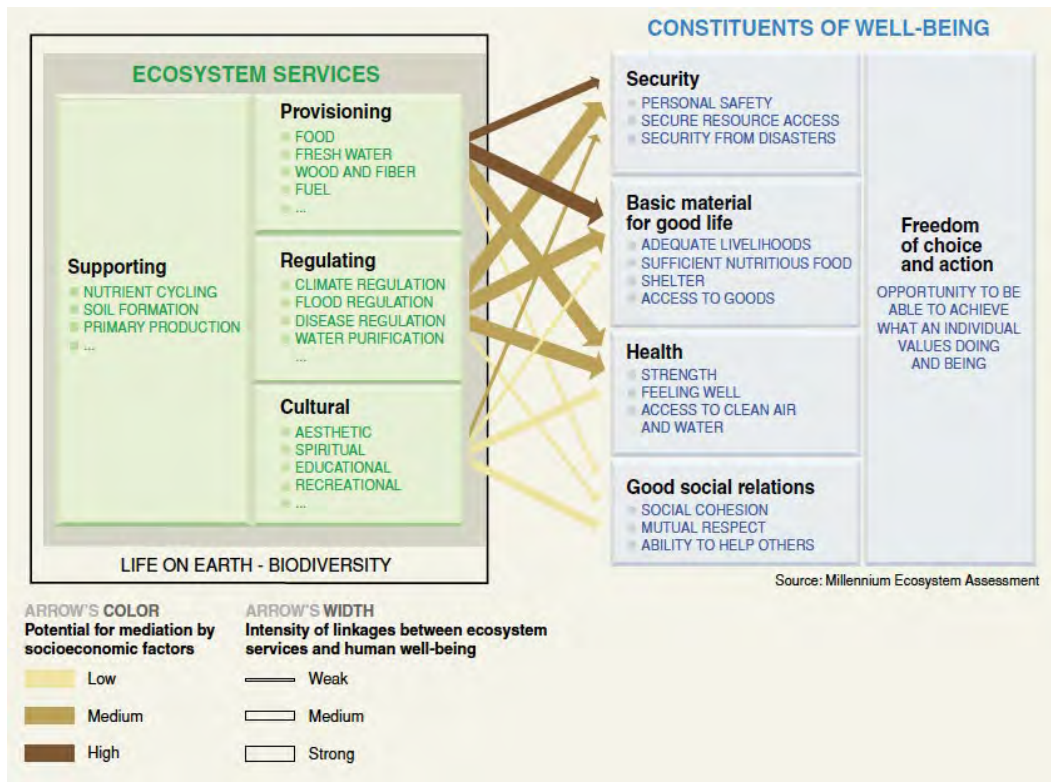 CONSTITUENTS OF WELL-BEING
ECOSYSTEM SERVICES
Supporting
NUTRIENT CYCLING
SOIL FORMATION
PRIMARY PRODUCTION
...
Provisioning
FOOD
FRESH WATER
WOOD AND FIBER
FUEL
...
Regulating
CLIMATE REGULATION
FLOOD REGULATION
DISEASE REGULATION
WATER PURIFICATION
...
Cultural
AESTHETIC
SPIRITUAL
EDUCATIONAL
RECREATIONAL
...
LIFE ON EARTH - BIODIVERSITY
Security
PERSONAL SAFETY
SECURE RESOURCE ACCESS
SECURITY FROM DISASTERS
Basic material
for good life
ADEQUATE LIVELIHOODS
SUFFICIENT NUTRITIOUS FOOD
SHELTER
ACCESS TO GOODS
Health
STRENGTH
FEELING WELL
ACCESS TO CLEAN AIR
AND WATER
Good social relations
SOCIAL COHESION
MUTUAL RESPECT
ABILITY TO HELP OTHERS
Freedom
of choice
and action
OPPORTUNITY TO BE
ABLE TO ACHIEVE
WHAT AN INDIVIDUAL
VALUES DOING
AND BEING
Source: Millennium Ecosystem Assessment
ARROW'S COLOR
Potential for mediation by
socioeconomic factors
Low
Medium
High
ARROW'S WIDTH
Intensity of linkages between ecosystem
services and human well-being
Weak
Medium
Strong